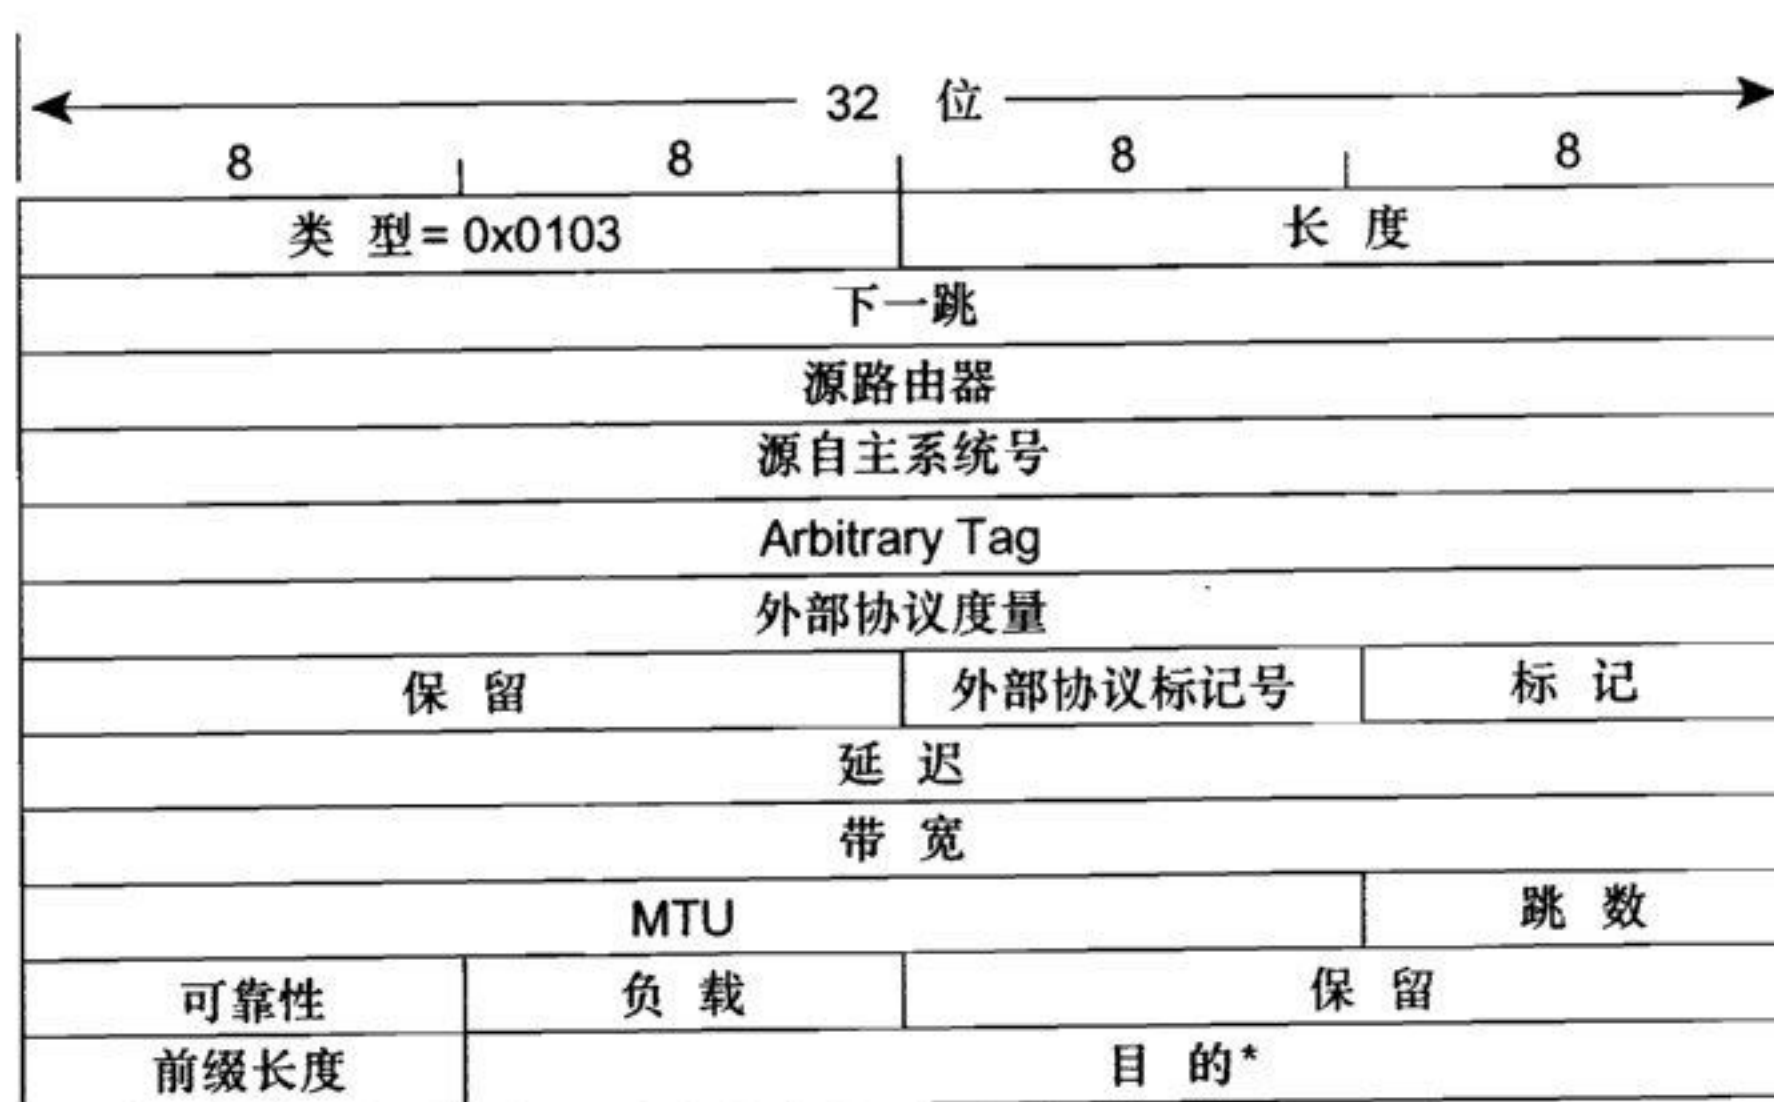 32 位
8 8 8 8
类 型 = 0x0103 长 度
下一跳
源路由器
源自主系统号
Arbitrary Tag
外部协议度量
保 留 外部协议标记号 标 记
延 迟
带 宽
MTU 跳 数
可靠性 负 载 保 留
前缀长度 目 的*